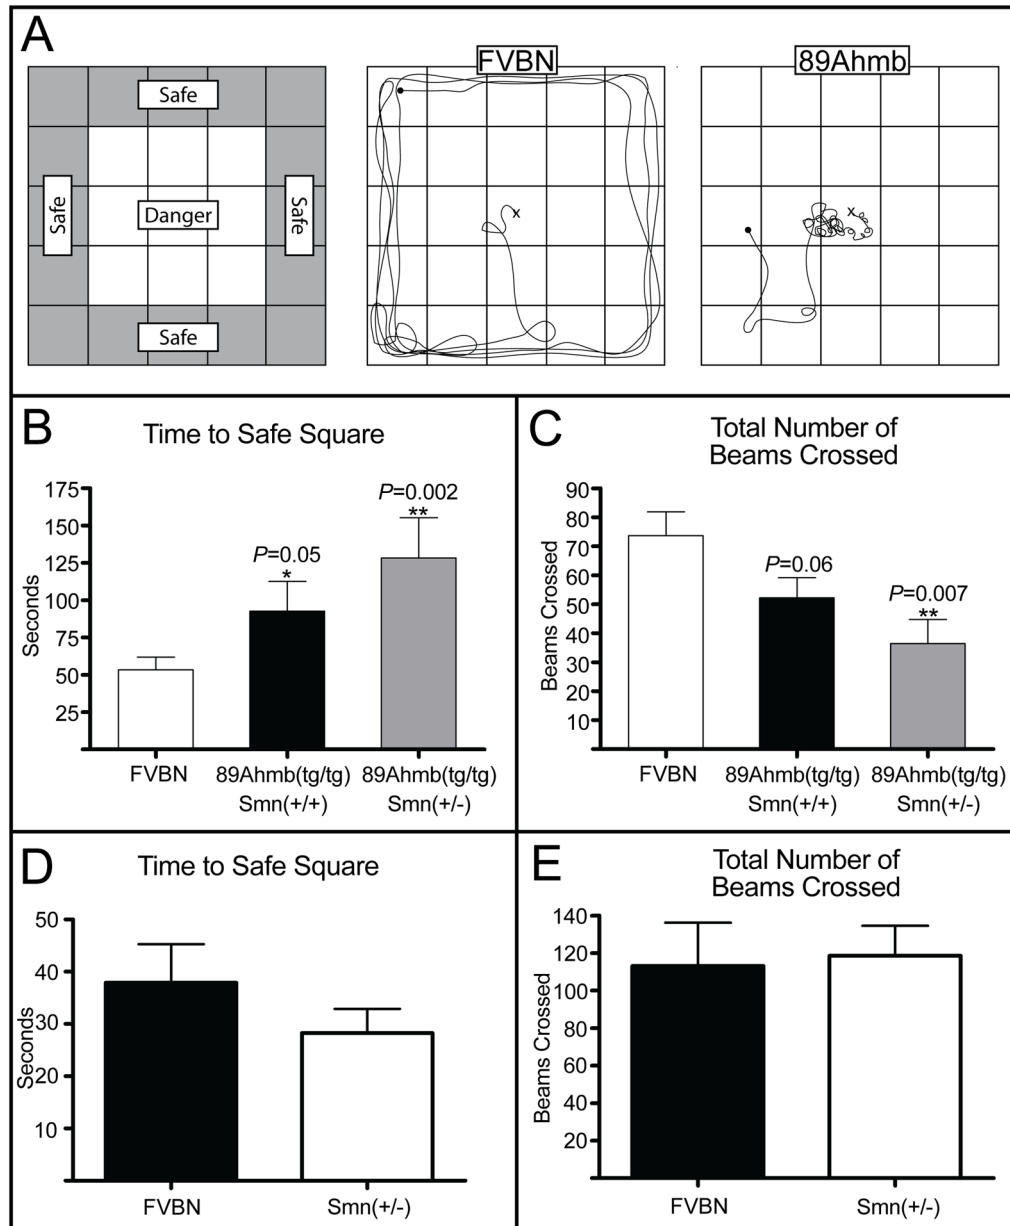 A
Safe
Safe
Danger
Safe
Safe
FVBN
x
89Ahmb
x
B
Time to Safe Square
Seconds
175
150
125
100
75
50
25
P=0.05
*
P=0.002
**
FVBN
89Ahmb(tg/tg)
Smn(+/+)
89Ahmb(tg/tg)
Smn(+/-)
C
Total Number of
Beams Crossed
Beams Crossed
90
80
70
60
50
40
30
20
10
P=0.06
P=0.007
**
FVBN
89Ahmb(tg/tg)
Smn(+/+)
89Ahmb(tg/tg)
Smn(+/-)
D
Time to Safe Square
Seconds
50
40
30
20
10
FVBN
Smn(+/-)
E
Total Number of
Beams Crossed
Beams Crossed
140
120
100
80
60
40
20
FVBN
Smn(+/-)